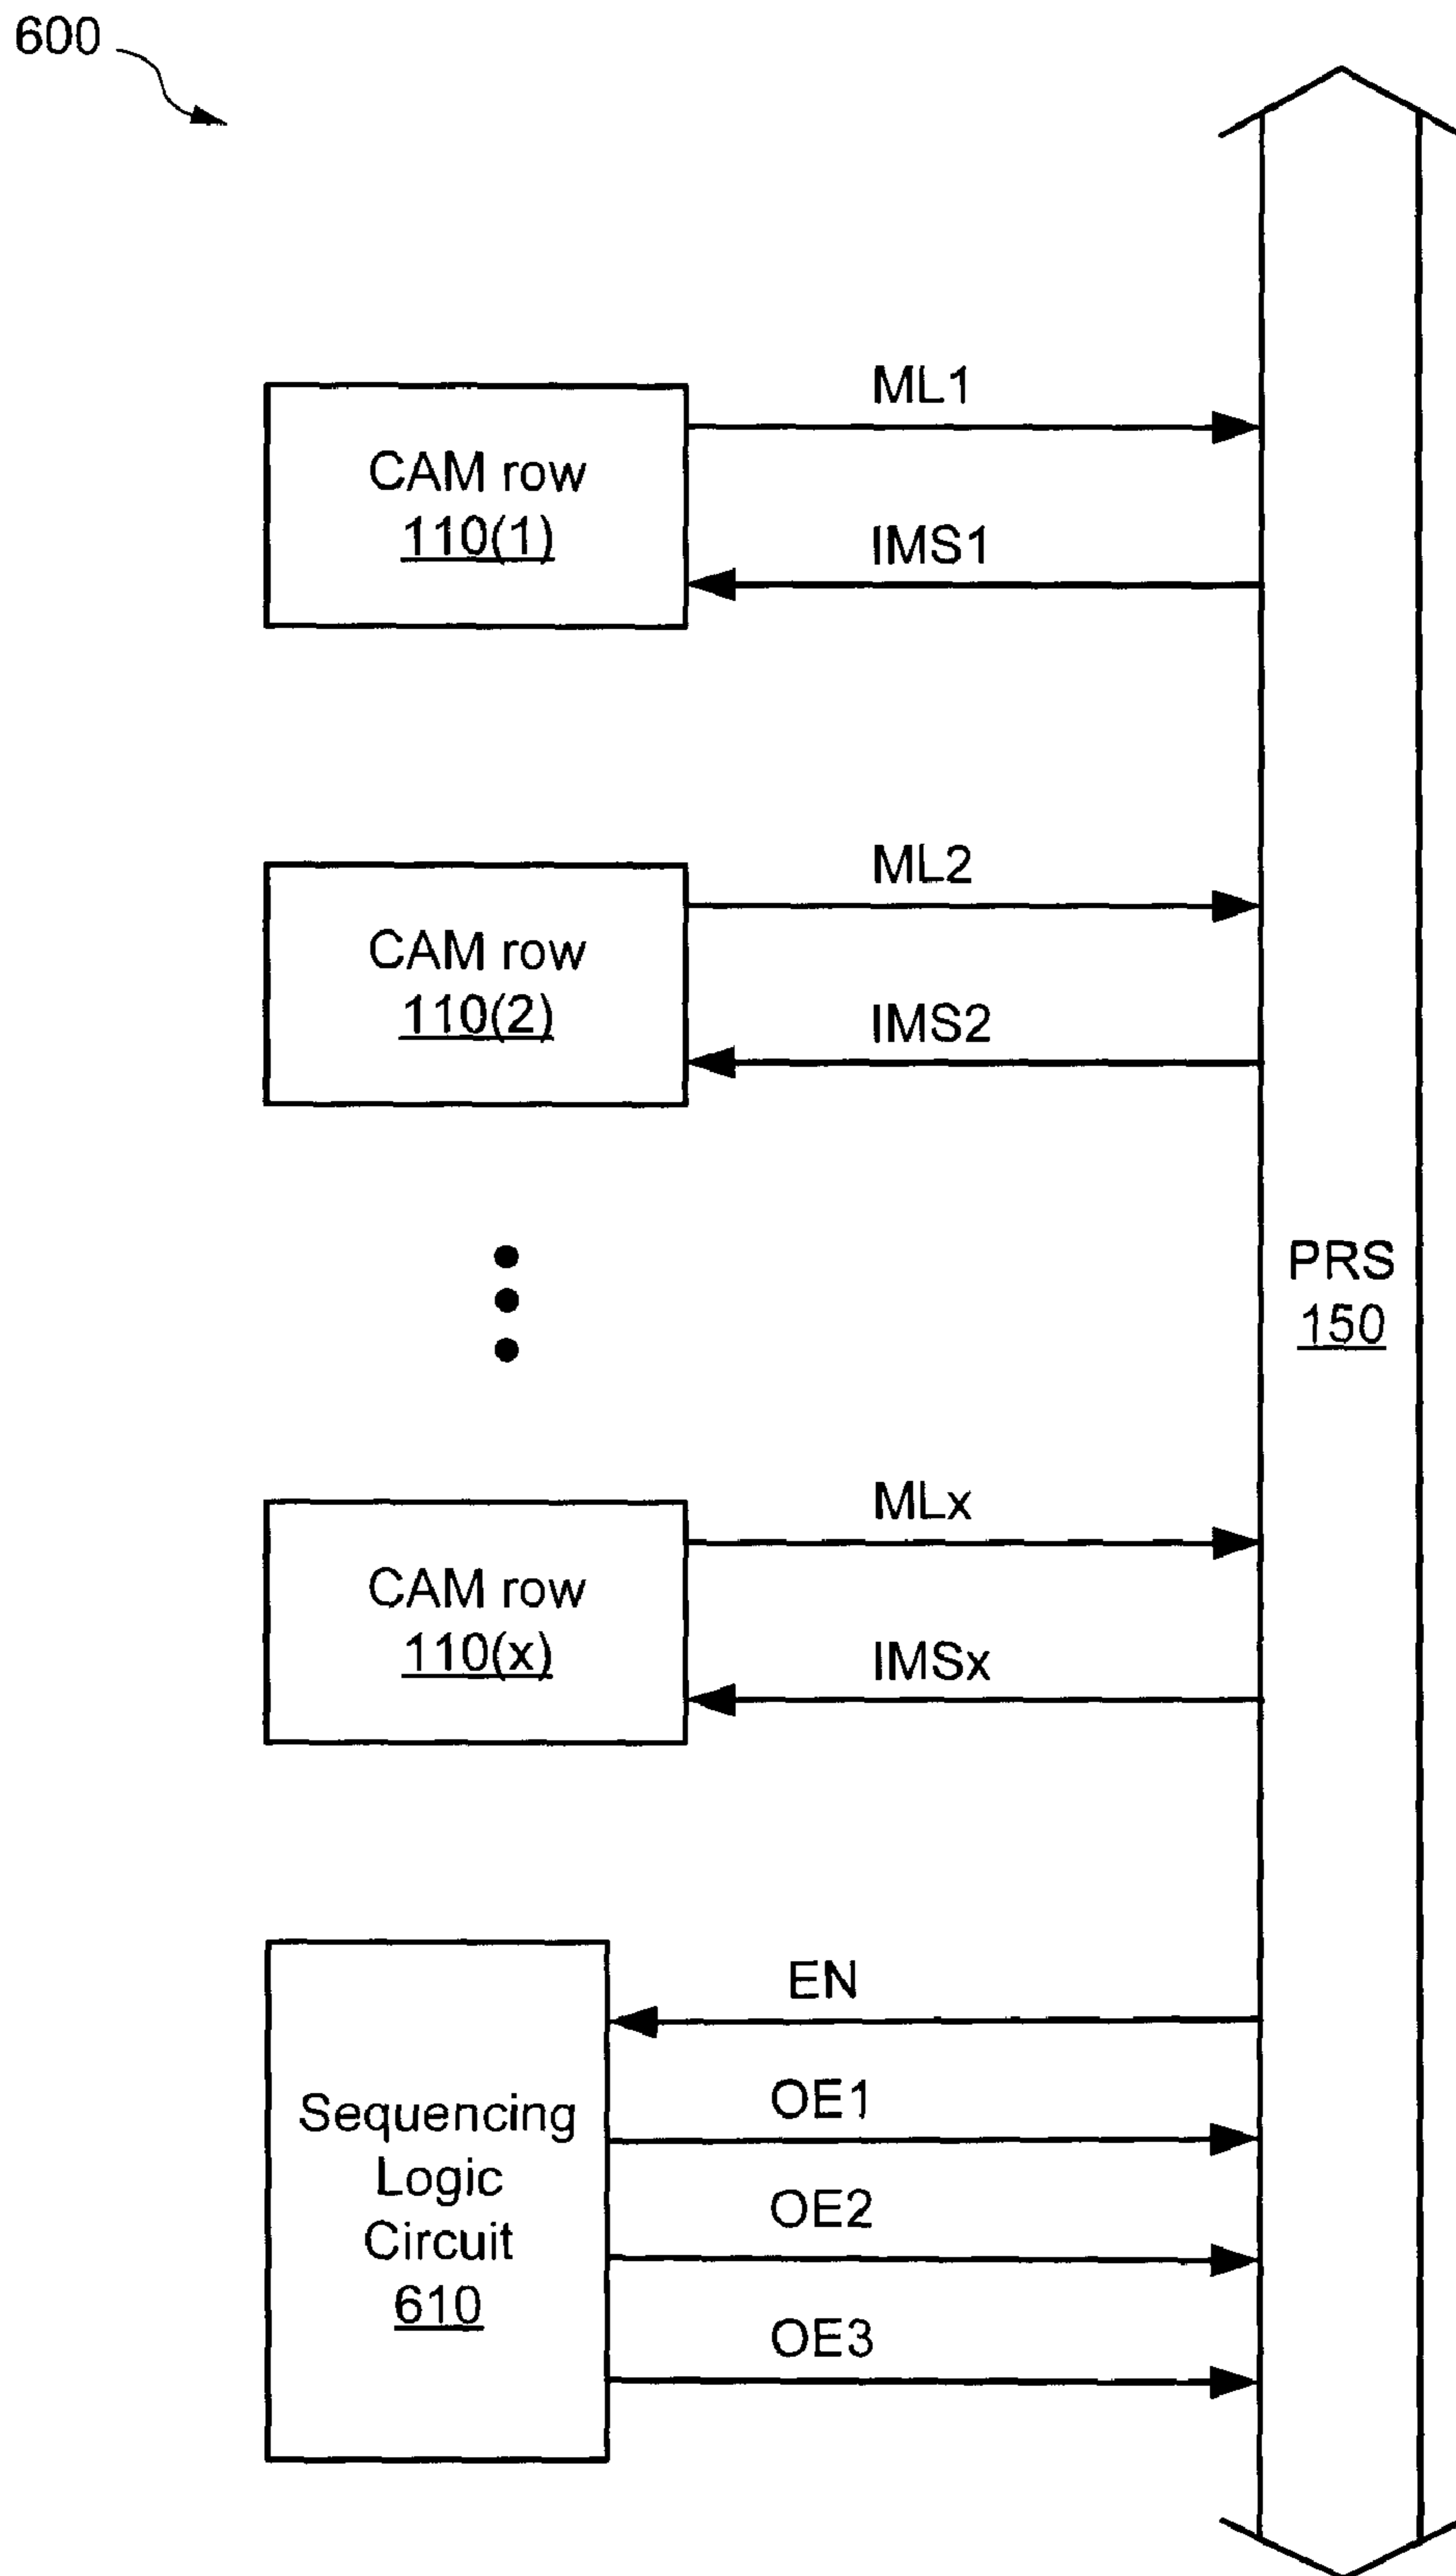 600
ML1
CAM row
110(1)
IMS1
ML2
CAM row
110(2)
IMS2
PRS
150
MLx
CAM row
110(x)
IMSx
EN
OE1
Sequencing
Logic
Circuit
610
OE2
OE3